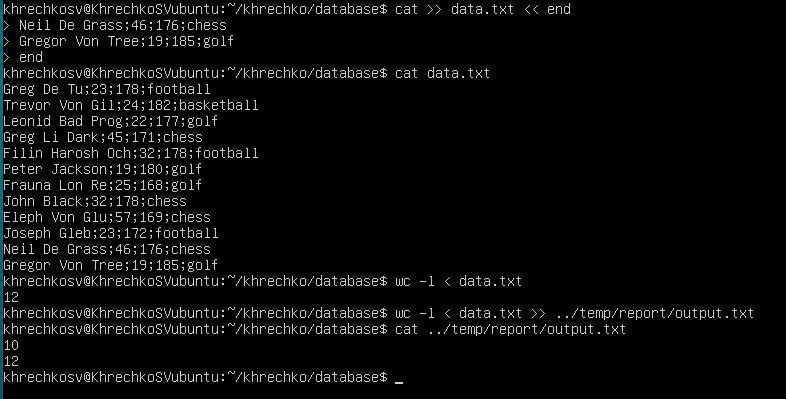 khrechkosv@KhrechkoSVubuntu:~/khrechko/database$ cat >> data.txt << end
> Neil De Grass;46;176;chess
> Gregor Von Tree;19;185;golf
> end
khrechkosv@KhrechkoSVubuntu:~/khrechko/database$ cat data.txt
Greg De Tu;23;178;football
Trevor Von Gil;24;182;basketball
Leonid Bad Prog;22;177;golf
Greg Li Dark;45;171;chess
Filin Harosh Och;32;178;football
Peter Jackson;19;180;golf
Frauna Lon Re;25;168;golf
John Black;32;178;chess
Eleph Von Glu;57;169;chess
Joseph Gleb;23;172;football
Neil De Grass;46;176;chess
Gregor Von Tree;19;185;golf
khrechkosv@KhrechkoSVubuntu:~/khrechko/database$ wc -l < data.txt
12
khrechkosv@KhrechkoSVubuntu:~/khrechko/database$ wc -l < data.txt >> ../temp/report/output.txt
khrechkosv@KhrechkoSVubuntu:~/khrechko/database$ cat ../temp/report/output.txt
10
12
khrechkosv@KhrechkoSVubuntu:~/khrechko/database$ _